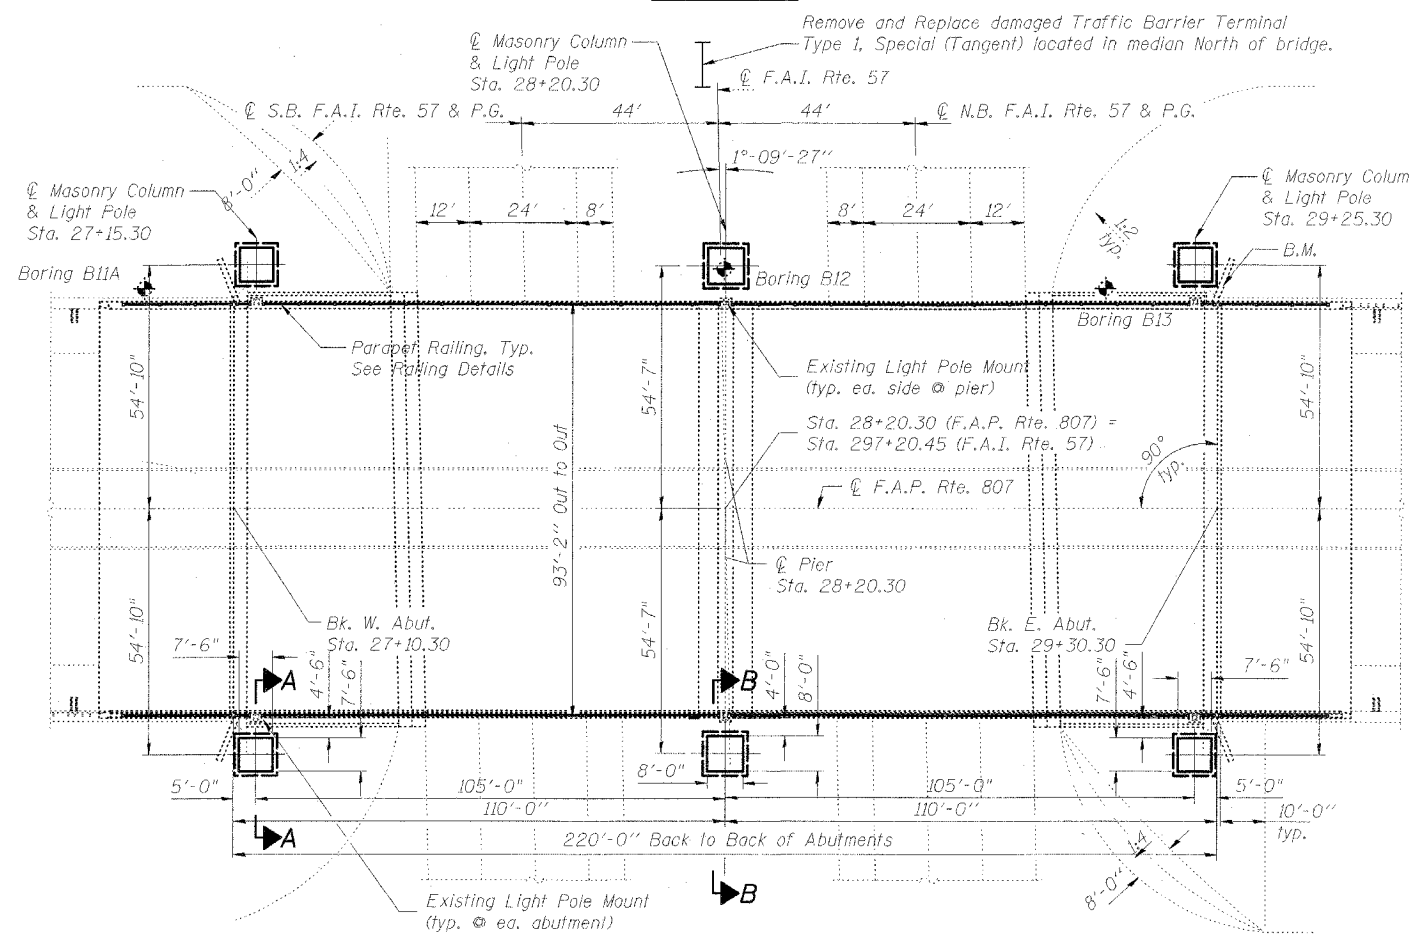 Remove and Replace damaged Traffic Barrier Terminal
Type 1, Special (Tangent) located in median North of bridge.
℄ Masonry Column
& Light Pole
Sta. 28+20.30
℄ F.A.I. Rte. 57
℄ S.B. F.A.I. Rte. 57 & P.G.
44'
44'
℄ N.B. F.A.I. Rte. 57 & P.G.
1:4
8'-0"
1°-09'-27"
℄ Masonry Column
& Light Pole
Sta. 27+15.30
℄ Masonry Colum
& Light Pole
Sta. 29+25.30
12'
24'
8'
8'
24'
12'
1:2
typ.
B.M.
Boring B11A
Boring B12
Boring B13
Parapet Railing, Typ.
See Railing Details
Existing Light Pole Mount
(typ. ea. side @ pier)
54'-10"
54'-7"
54'-10"
Sta. 28+20.30 (F.A.P. Rte. 807) =
Sta. 297+20.45 (F.A.I. Rte. 57)
90°
typ.
93'-2" Out to Out
℄ F.A.P. Rte. 807
℄ Pier
Sta. 28+20.30
54'-10"
54'-7"
54'-10"
Bk. W. Abut.
Sta. 27+10.30
Bk. E. Abut.
Sta. 29+30.30
7'-6"
4'-6"
7'-6"
4'-0"
8'-0"
7'-6"
4'-6"
7'-6"
A
B
5'-0"
105'-0"
8'-0"
105'-0"
5'-0"
110'-0"
110'-0"
10'-0"
typ.
A
220'-0" Back to Back of Abutments
1:4
8'-0"
B
Existing Light Pole Mount
(typ. @ ea. abutment)